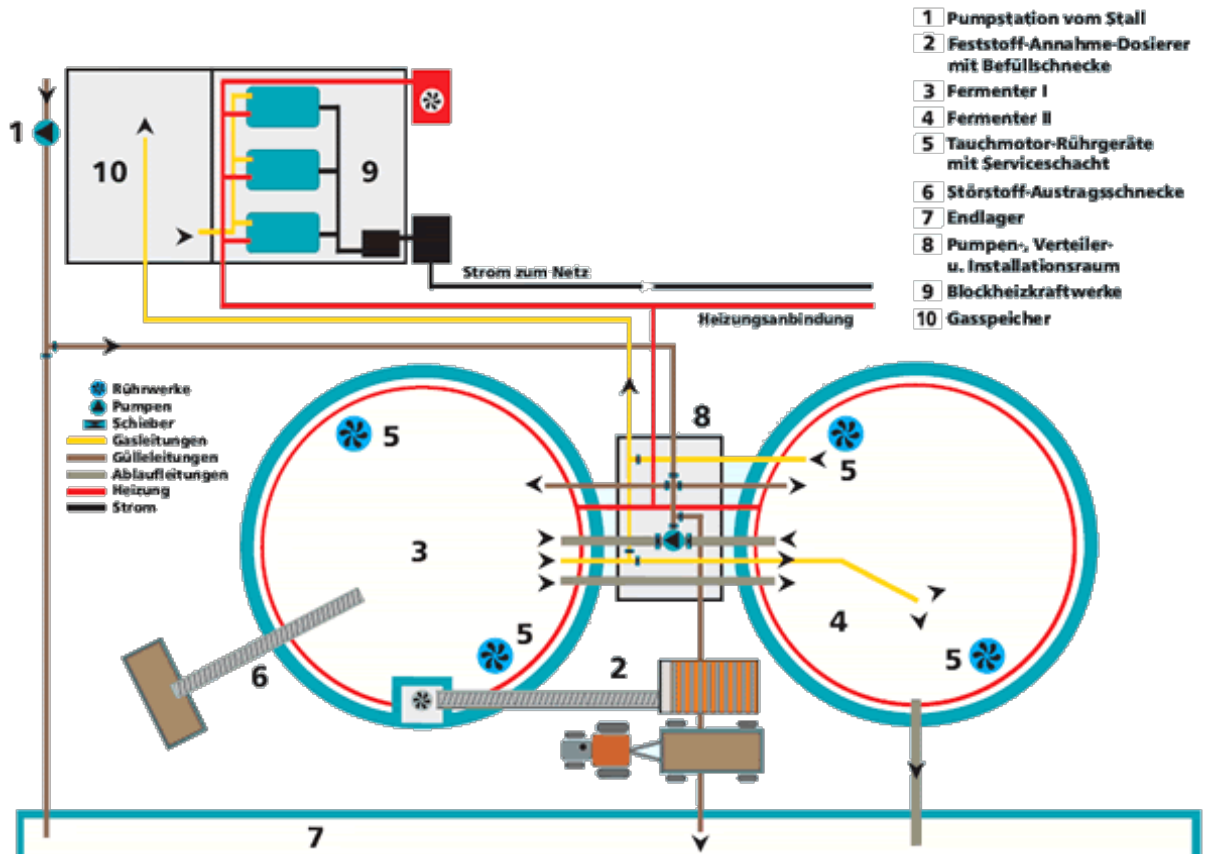 1 Pumpstation vom Stall
2 Feststoff-Annahme-Dosierer
mit Befüllschnecke
3 Fermenter I
4 Fermenter II
5 Tauchmotor-Rührgeräte
mit Serviceschacht
6 Störstoff-Austragsschnecke
7 Endlager
8 Pumpen-, Verteiler-
u. Installationsraum
9 Blockheizkraftwerke
10 Gasspeicher
1
10
9
Strom zum Netz
Heizungsanbindung
Rührwerke
Pumpen
Schieber
Gasleitungen
Gülleleitungen
Ablaufleitungen
Heizung
Strom
8
5
5
3
4
5
5
6
2
7